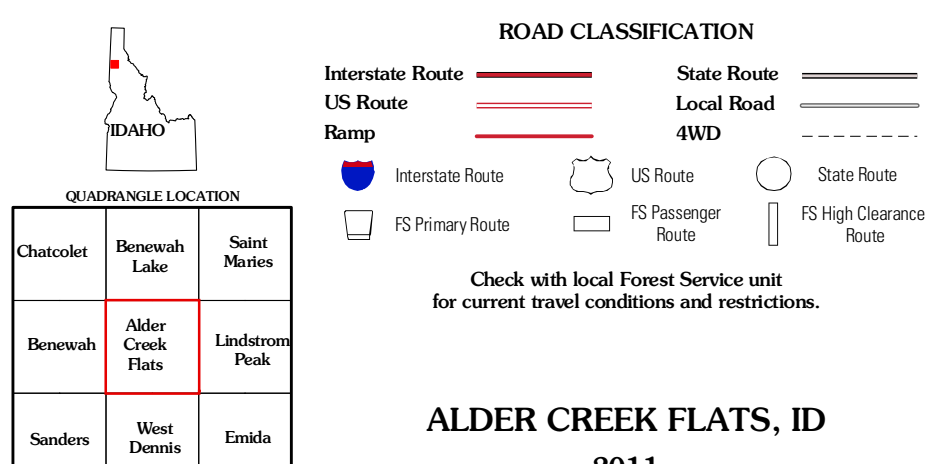 ROAD CLASSIFICATION
Interstate Route
State Route
US Route
Local Road
Ramp
4WD
Interstate Route
US Route
State Route
FS Primary Route
FS Passenger
Route
FS High Clearance
Route
Check with local Forest Service unit
for current travel conditions and restrictions.
IDAHO
QUADRANGLE LOCATION
Chatcolet
Benewah
Lake
Saint
Maries
Benewah
Alder
Creek
Flats
Lindstrom
Peak
Sanders
West
Dennis
Emida
ALDER CREEK FLATS, ID
2011